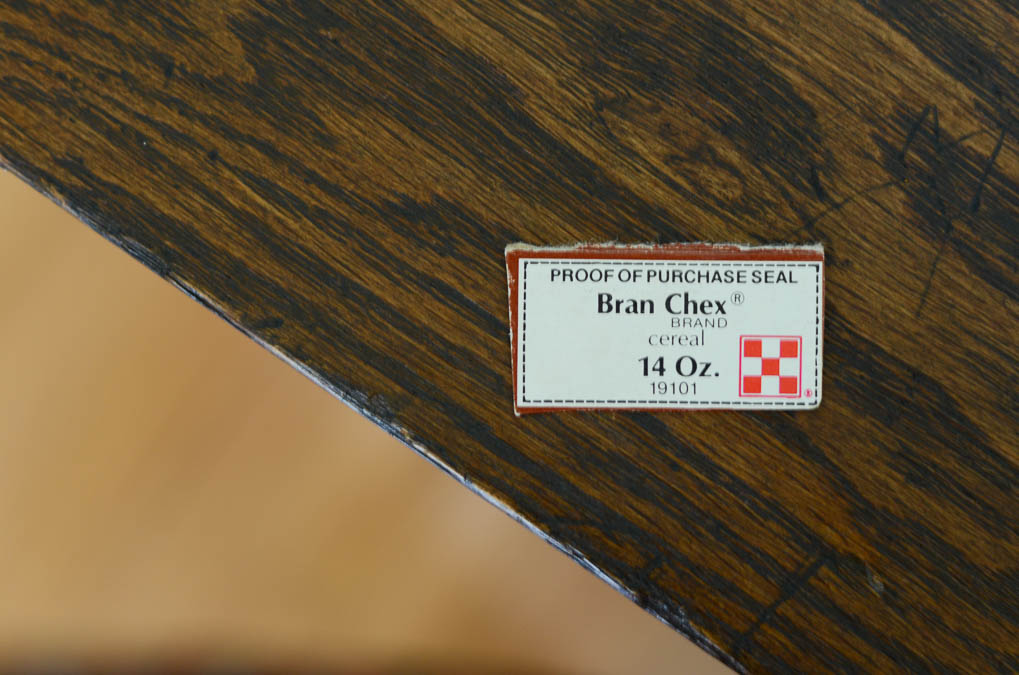 PROOF OF PURCHASE SEAL
Bran Chex®
BRAND
cereal
14 Oz.
19101
®